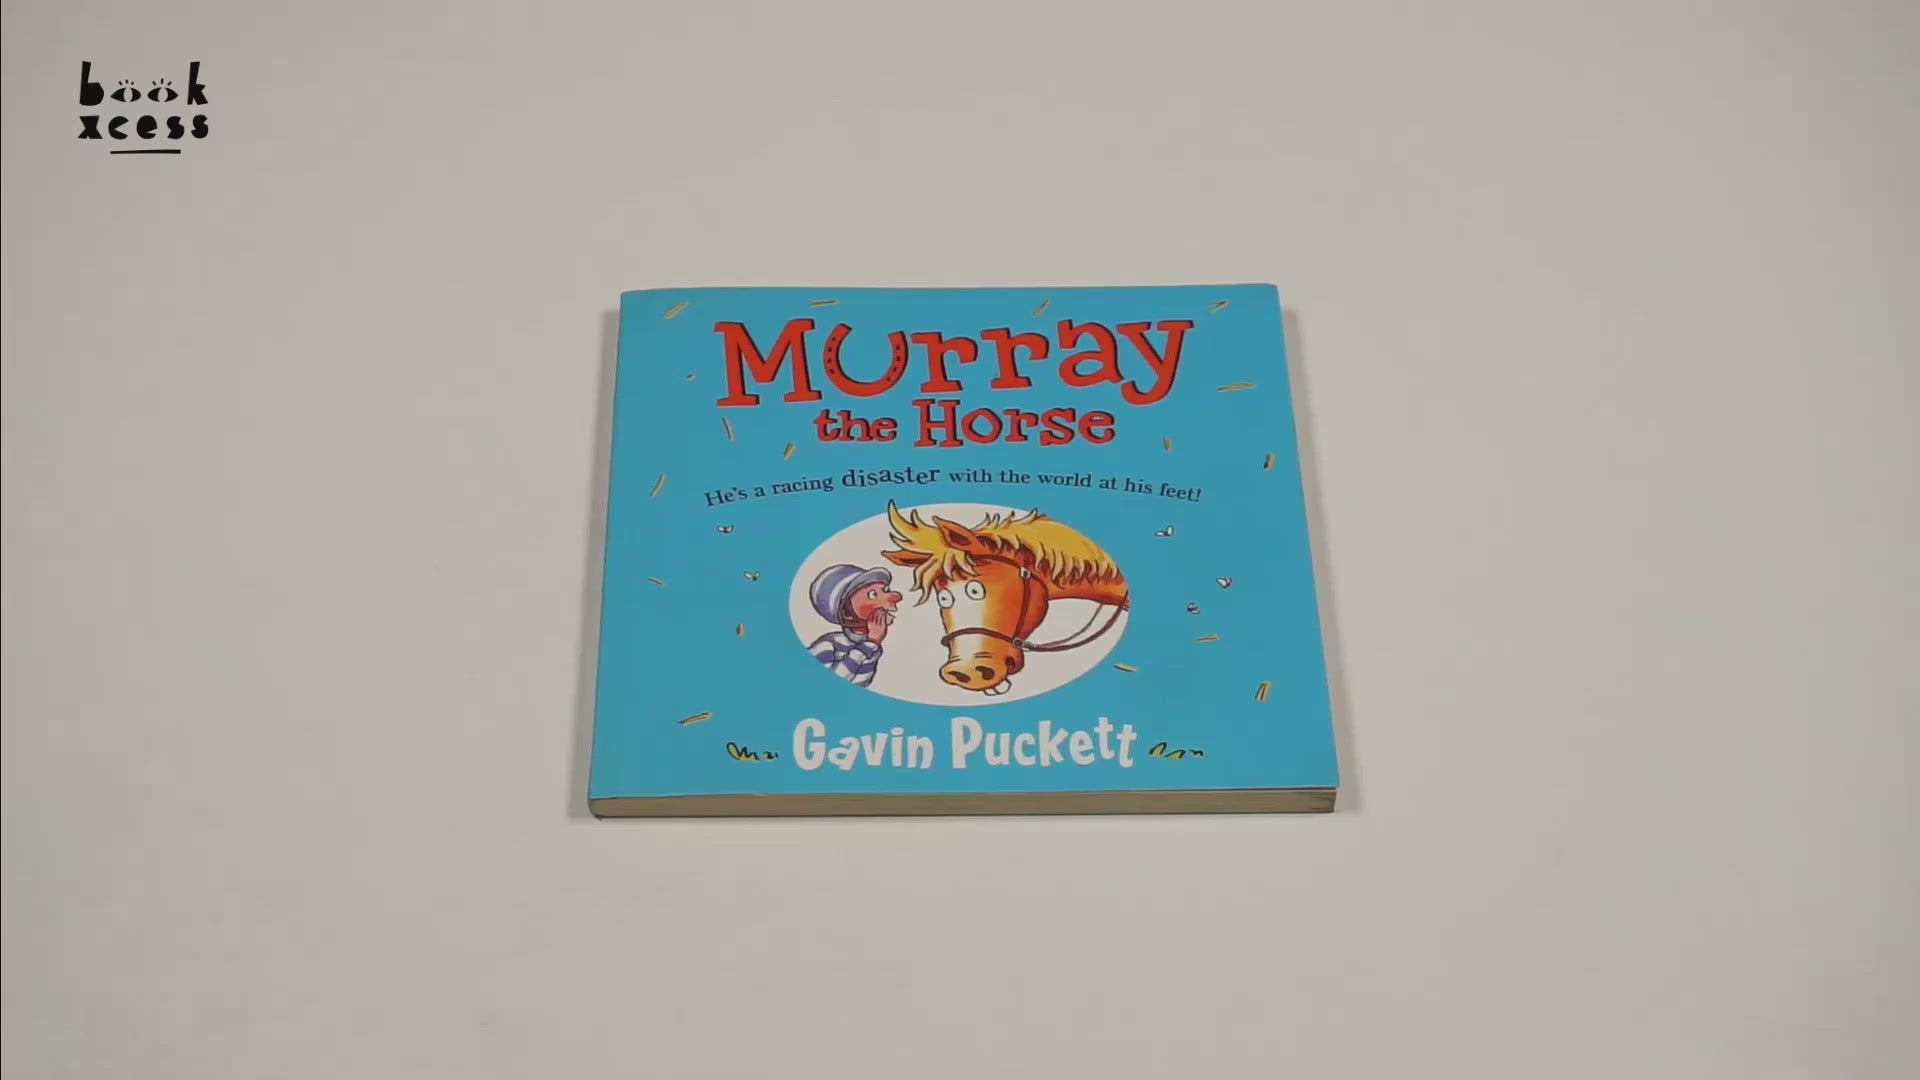 book
xcess
Murray
the Horse
He's a racing disaster with the world at his feet!
Gavin Puckett